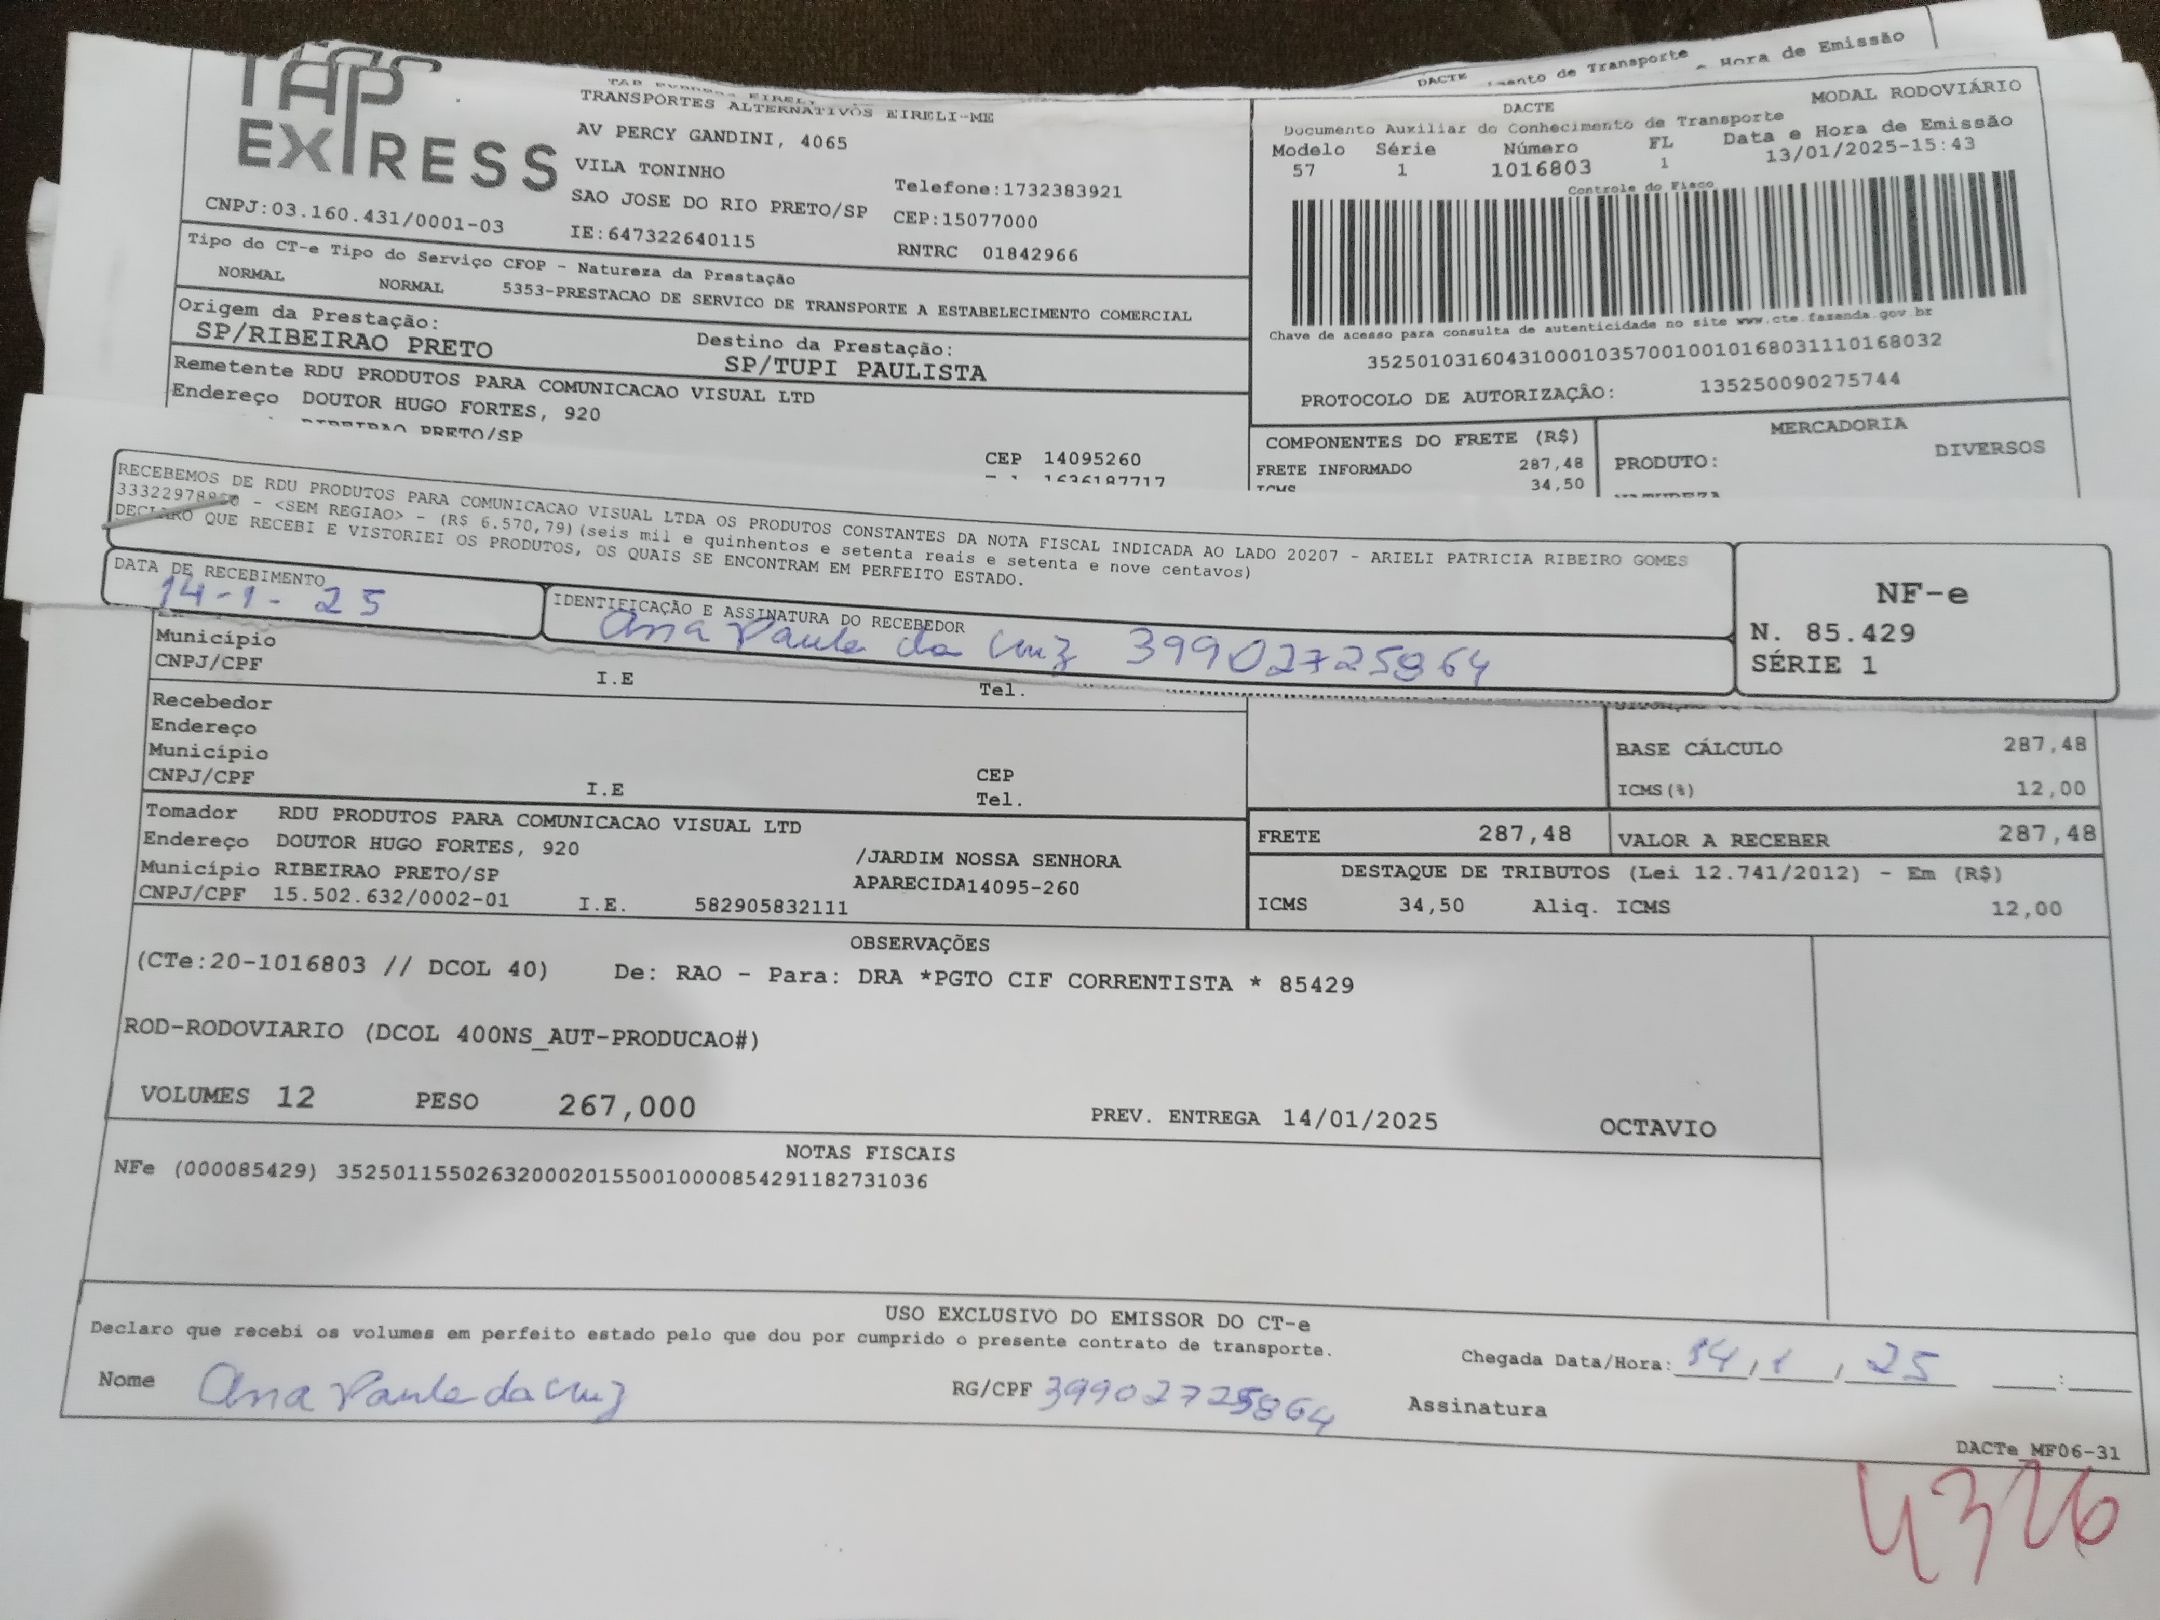 DACTE
Hora de Emissão
TAP
EXPRESS
TRANSPORTES ALTERNATIVOS EIRELI-ME
AV PERCY GANDINI, 4065
VILA TONINHO
SAO JOSE DO RIO PRETO/SP
Telefone:1732383921
CEP:15077000
CNPJ:03.160.431/0001-03
IE:647322640115
RNTRC 01842966
DACTE
MODAL RODOVIÁRIO
Documento Auxiliar do Conhecimento de Transporte
Modelo Série Número FL Data e Hora de Emissão
57 1 1016803 1 13/01/2025-15:43
Controle do Fisco
Chave de acesso para consulta de autenticidade no site www.cte.fazenda.gov.br
35250103160431000103570010010168031110168032
PROTOCOLO DE AUTORIZAÇÃO: 135250090275744
Tipo do CT-e Tipo do Serviço CFOP - Natureza da Prestação
NORMAL NORMAL 5353-PRESTACAO DE SERVICO DE TRANSPORTE A ESTABELECIMENTO COMERCIAL
Origem da Prestação:
SP/RIBEIRAO PRETO
Destino da Prestação:
SP/TUPI PAULISTA
Remetente RDU PRODUTOS PARA COMUNICACAO VISUAL LTD
Endereço DOUTOR HUGO FORTES, 920
RIBEIRAO PRETO/SP
CEP 14095260
1636187717
COMPONENTES DO FRETE (R$)
FRETE INFORMADO 287,48
ICMS 34,50
MERCADORIA
PRODUTO: DIVERSOS
RECEBEMOS DE RDU PRODUTOS PARA COMUNICACAO VISUAL LTDA OS PRODUTOS CONSTANTES DA NOTA FISCAL INDICADA AO LADO 20207 - ARIELI PATRICIA RIBEIRO GOMES
- <SEM REGIAO> - (R$ 6.570,79)(seis mil e quinhentos e setenta reais e setenta e nove centavos)
DECLARO QUE RECEBI E VISTORIEI OS PRODUTOS, OS QUAIS SE ENCONTRAM EM PERFEITO ESTADO.
DATA DE RECEBIMENTO
14-1-25
IDENTIFICAÇÃO E ASSINATURA DO RECEBEDOR
Ana Paula da Cruz 39902725864
NF-e
N. 85.429
SÉRIE 1
Município
CNPJ/CPF I.E Tel.
Recebedor
Endereço
Município CEP
CNPJ/CPF I.E Tel.
BASE CÁLCULO 287,48
ICMS(%) 12,00
FRETE 287,48 VALOR A RECEBER 287,48
Tomador RDU PRODUTOS PARA COMUNICACAO VISUAL LTD
Endereço DOUTOR HUGO FORTES, 920 /JARDIM NOSSA SENHORA
Município RIBEIRAO PRETO/SP APARECIDA14095-260
CNPJ/CPF 15.502.632/0002-01 I.E. 582905832111
DESTAQUE DE TRIBUTOS (Lei 12.741/2012) - Em (R$)
ICMS 34,50 Aliq. ICMS 12,00
OBSERVAÇÕES
(CTe:20-1016803 // DCOL 40) De: RAO - Para: DRA *PGTO CIF CORRENTISTA * 85429
ROD-RODOVIARIO (DCOL 400NS_AUT-PRODUCAO#)
VOLUMES 12 PESO 267,000 PREV. ENTREGA 14/01/2025 OCTAVIO
NOTAS FISCAIS
NFe (000085429) 35250115502632000201550010000854291182731036
USO EXCLUSIVO DO EMISSOR DO CT-e
Declaro que recebi os volumes em perfeito estado pelo que dou por cumprido o presente contrato de transporte.
Chegada Data/Hora: 14/1/25 __:__
Nome Ana Paula da Cruz RG/CPF 39902725864 Assinatura
DACTe_MF06-31
4326